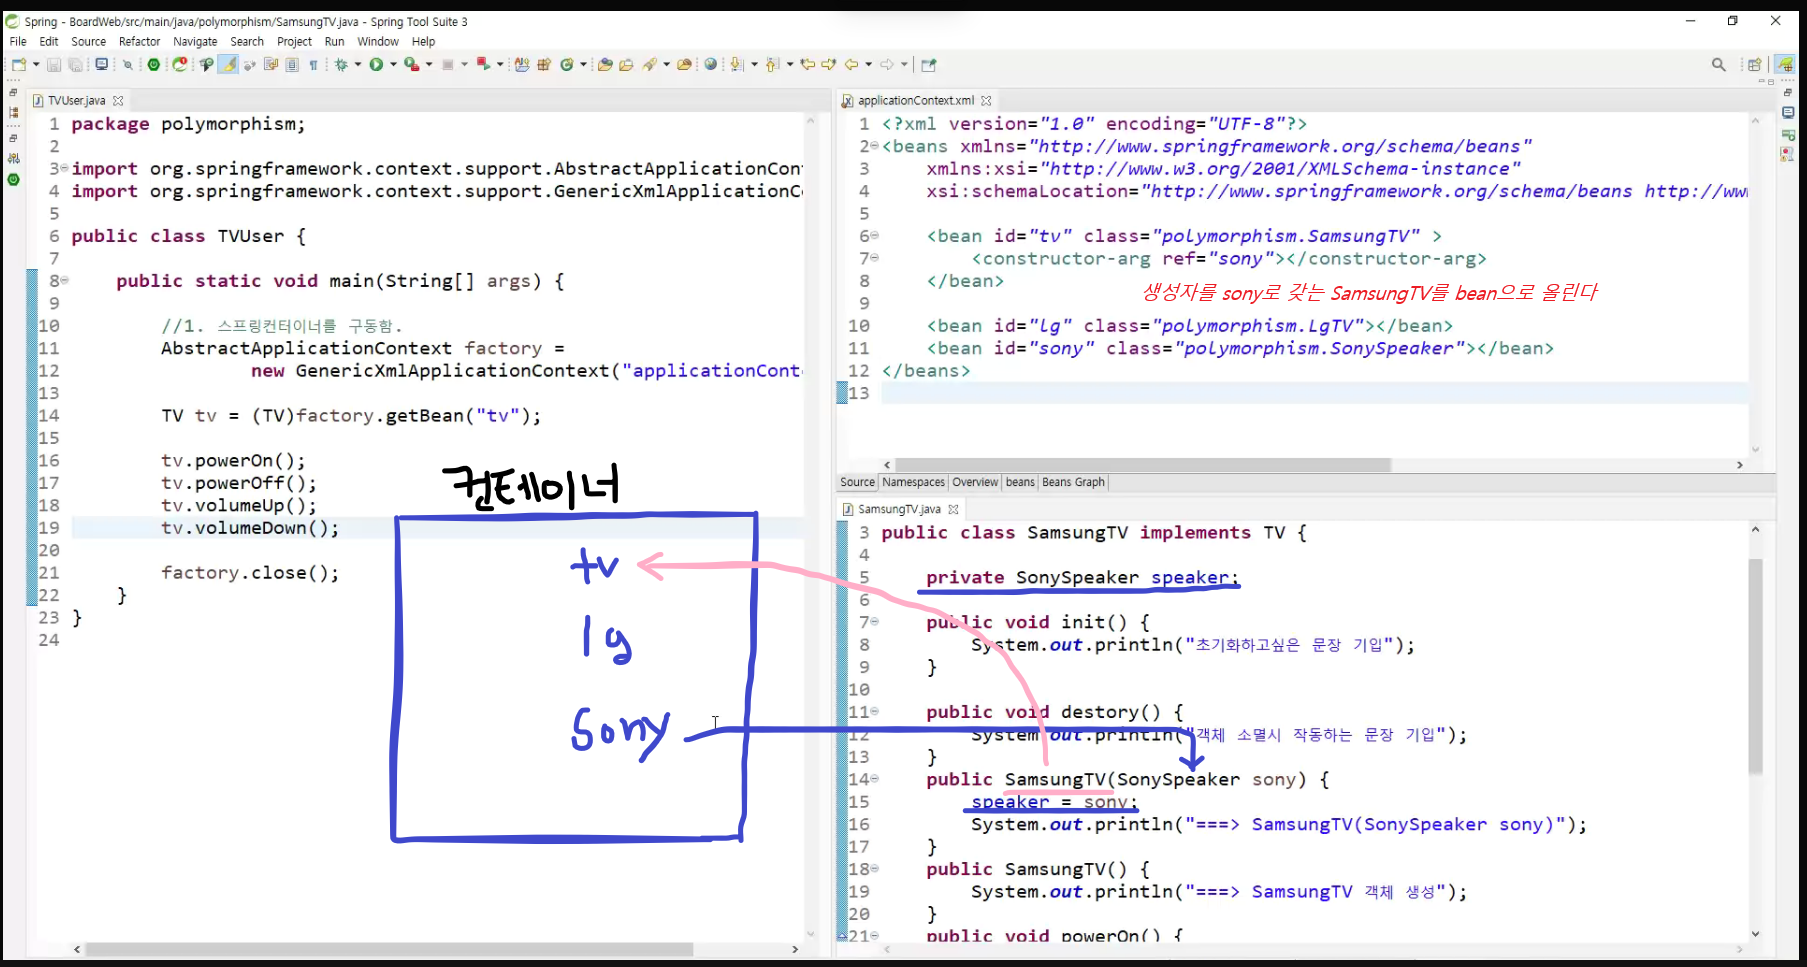 Spring - BoardWeb/src/main/java/polymorphism/SamsungTV.java - Spring Tool Suite 3
File Edit Source Refactor Navigate Search Project Run Window Help
TVUser.java
1 package polymorphism;
2
3 import org.springframework.context.support.AbstractApplicationCon
4 import org.springframework.context.support.GenericXmlApplicationC
5
6 public class TVUser {
7
8 public static void main(String[] args) {
9
10 //1. 스프링컨터이너를 구동함.
11 AbstractApplicationContext factory =
12 new GenericXmlApplicationContext("applicationCont
13
14 TV tv = (TV)factory.getBean("tv");
15
16 tv.powerOn();
17 tv.powerOff();
18 tv.volumeUp();
19 tv.volumeDown();
20
21 factory.close();
22 }
23 }
24
컨테이너
tv
lg
Sony
applicationContext.xml
1 <?xml version="1.0" encoding="UTF-8"?>
2 <beans xmlns="http://www.springframework.org/schema/beans"
3 xmlns:xsi="http://www.w3.org/2001/XMLSchema-instance"
4 xsi:schemaLocation="http://www.springframework.org/schema/beans http://www
5
6 <bean id="tv" class="polymorphism.SamsungTV" >
7 <constructor-arg ref="sony"></constructor-arg>
8 </bean>
생성자를 sony로 갖는 SamsungTV를 bean으로 올린다
9
10 <bean id="lg" class="polymorphism.LgTV"></bean>
11 <bean id="sony" class="polymorphism.SonySpeaker"></bean>
12 </beans>
13
Source Namespaces Overview beans Beans Graph
SamsungTV.java
3 public class SamsungTV implements TV {
4
5 private SonySpeaker speaker;
6
7 public void init() {
8 System.out.println("초기화하고싶은 문장 기입");
9 }
10
11 public void destory() {
12 System.out.println("객체 소멸시 작동하는 문장 기입");
13 }
14 public SamsungTV(SonySpeaker sony) {
15 speaker = sony;
16 System.out.println("===> SamsungTV(SonySpeaker sony)");
17 }
18 public SamsungTV() {
19 System.out.println("===> SamsungTV 객체 생성");
20 }
21 public void powerOn() {